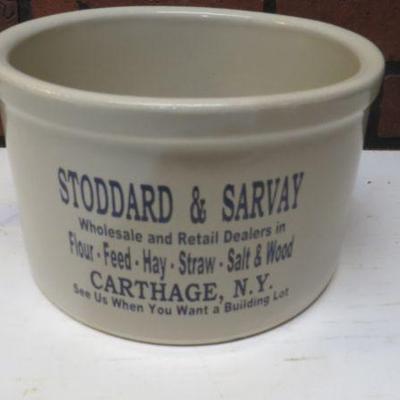 STODDARD & SARVAY
Wholesale and Retail Dealers in
Flour - Feed - Hay - Straw - Salt & Wood
CARTHAGE, N.Y.
See Us When You Want a Building Lot